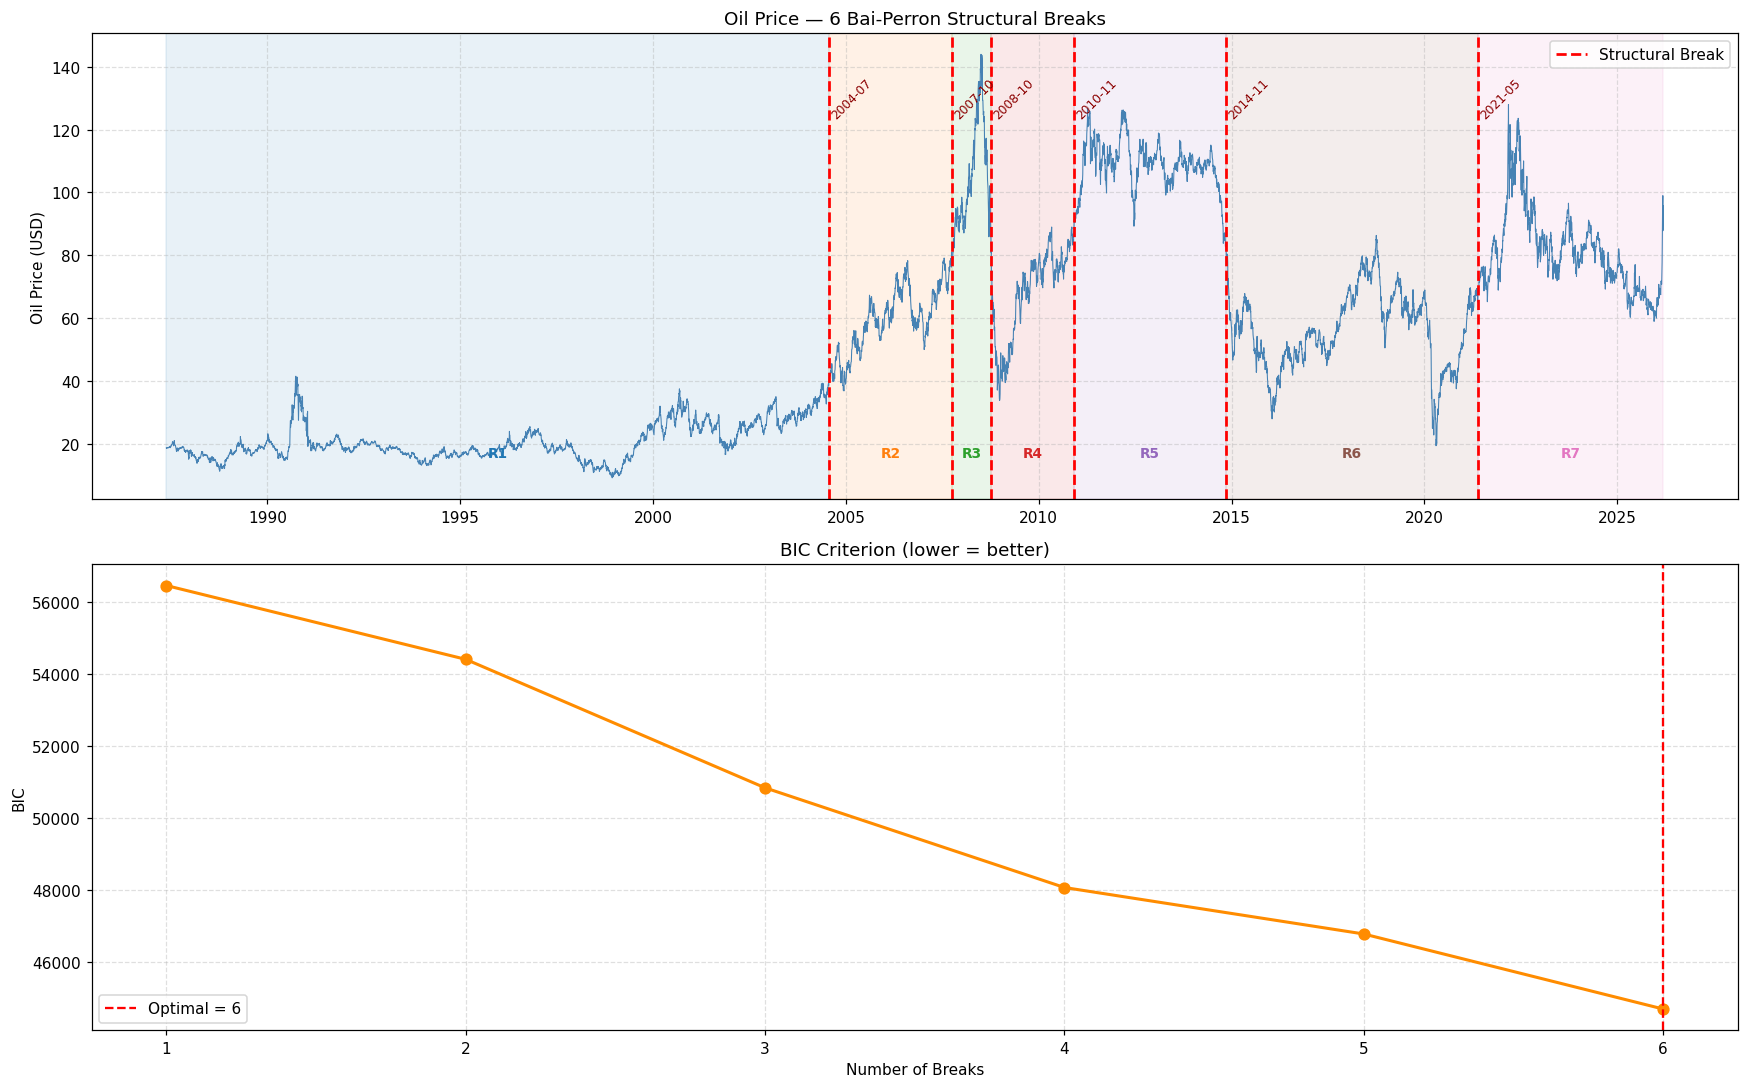 Oil Price — 6 Bai-Perron Structural Breaks
Oil Price (USD)
140
120
100
80
60
40
20
Structural Break
2004-07
2007-10
2008-10
2010-11
2014-11
2021-05
R1
R2
R3
R4
R5
R6
R7
1990
1995
2000
2005
2010
2015
2020
2025
BIC Criterion (lower = better)
BIC
56000
54000
52000
50000
48000
46000
Optimal = 6
1
2
3
4
5
6
Number of Breaks